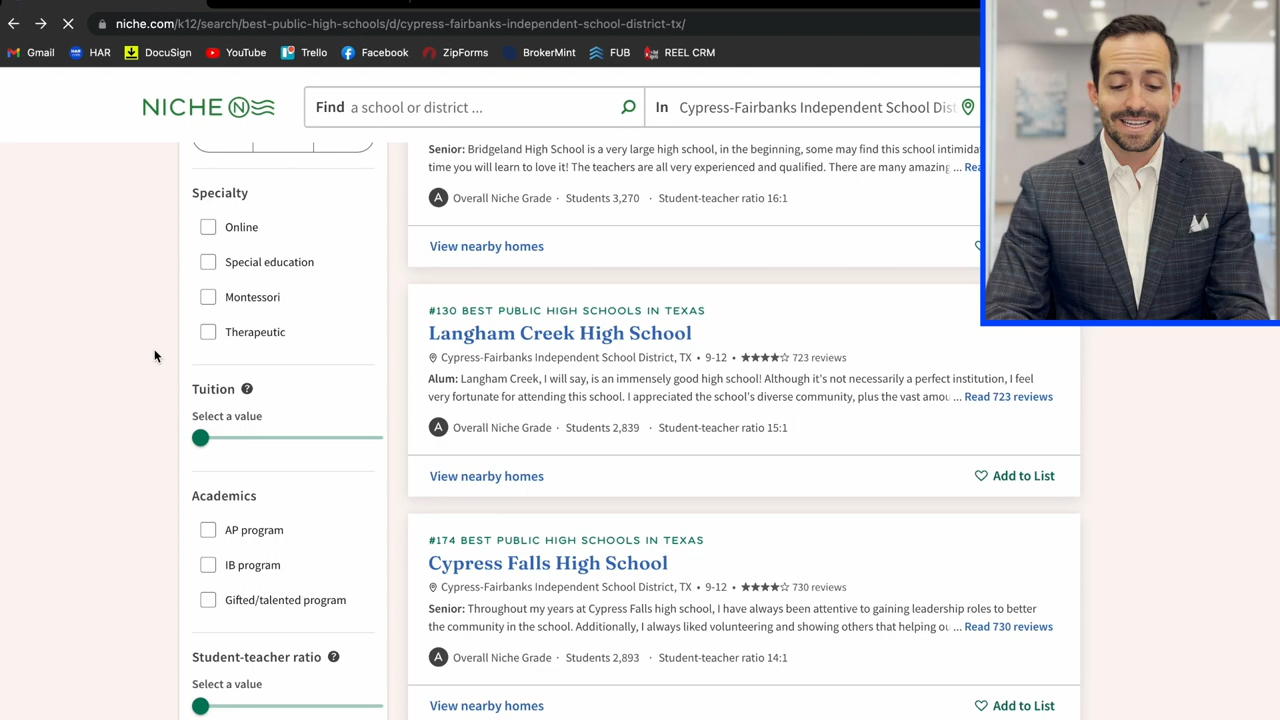 niche.com/k12/search/best-public-high-schools/d/cypress-fairbanks-independent-school-district-tx/
Gmail HAR DocuSign YouTube Trello Facebook ZipForms BrokerMint FUB REEL CRM
NICHE N
Find a school or district ...
In Cypress-Fairbanks Independent School Dist
Specialty
Online
Special education
Montessori
Therapeutic
Tuition ?
Select a value
Academics
AP program
IB program
Gifted/talented program
Student-teacher ratio ?
Select a value
Senior: Bridgeland High School is a very large high school, in the beginning, some may find this school
time you will learn to love it! The teachers are all very experienced and qualified. There are many amazing ...
A Overall Niche Grade · Students 3,270 · Student-teacher ratio 16:1
View nearby homes
#130 BEST PUBLIC HIGH SCHOOLS IN TEXAS
Langham Creek High School
Cypress-Fairbanks Independent School District, TX • 9-12 • ★★★★☆ 723 reviews
Alum: Langham Creek, I will say, is an immensely good high school! Although it's not necessarily a perfect institution, I feel
very fortunate for attending this school. I appreciated the school's diverse community, plus the vast amou ... Read 723 reviews
A Overall Niche Grade · Students 2,839 · Student-teacher ratio 15:1
View nearby homes Add to List
#174 BEST PUBLIC HIGH SCHOOLS IN TEXAS
Cypress Falls High School
Cypress-Fairbanks Independent School District, TX • 9-12 • ★★★★☆ 730 reviews
Senior: Throughout my years at Cypress Falls high school, I have always been attentive to gaining leadership roles to better
the community in the school. Additionally, I always liked volunteering and showing others that helping ou ... Read 730 reviews
A Overall Niche Grade · Students 2,893 · Student-teacher ratio 14:1
View nearby homes Add to List